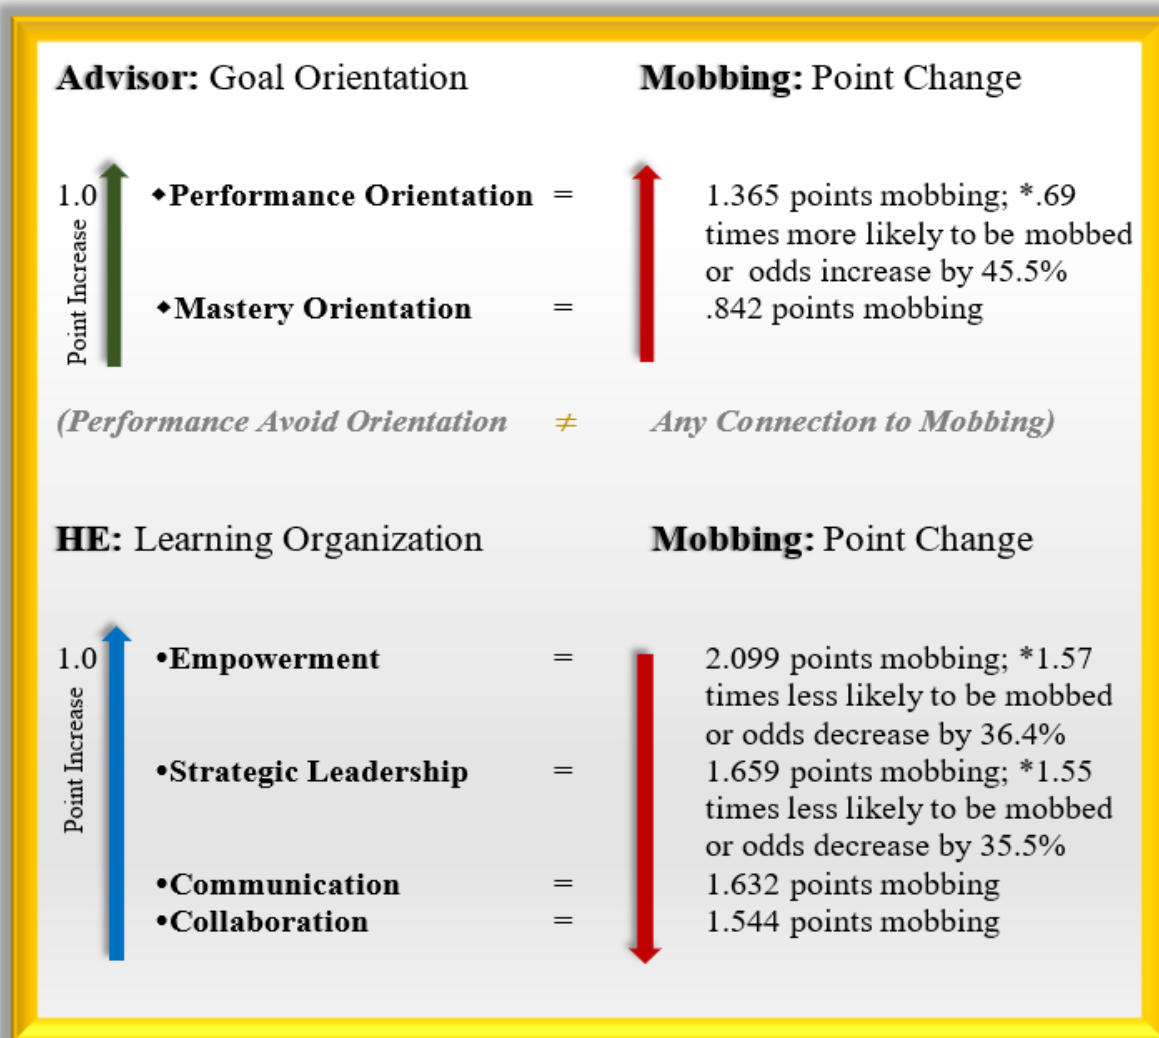 Advisor: Goal Orientation
Mobbing: Point Change
1.0
Point Increase
◆Performance Orientation =
1.365 points mobbing; *.69
times more likely to be mobbed
or odds increase by 45.5%
◆Mastery Orientation =
.842 points mobbing
(Performance Avoid Orientation ≠ Any Connection to Mobbing)
HE: Learning Organization
Mobbing: Point Change
1.0
Point Increase
•Empowerment =
2.099 points mobbing; *1.57
times less likely to be mobbed
or odds decrease by 36.4%
•Strategic Leadership =
1.659 points mobbing; *1.55
times less likely to be mobbed
or odds decrease by 35.5%
•Communication =
1.632 points mobbing
•Collaboration =
1.544 points mobbing